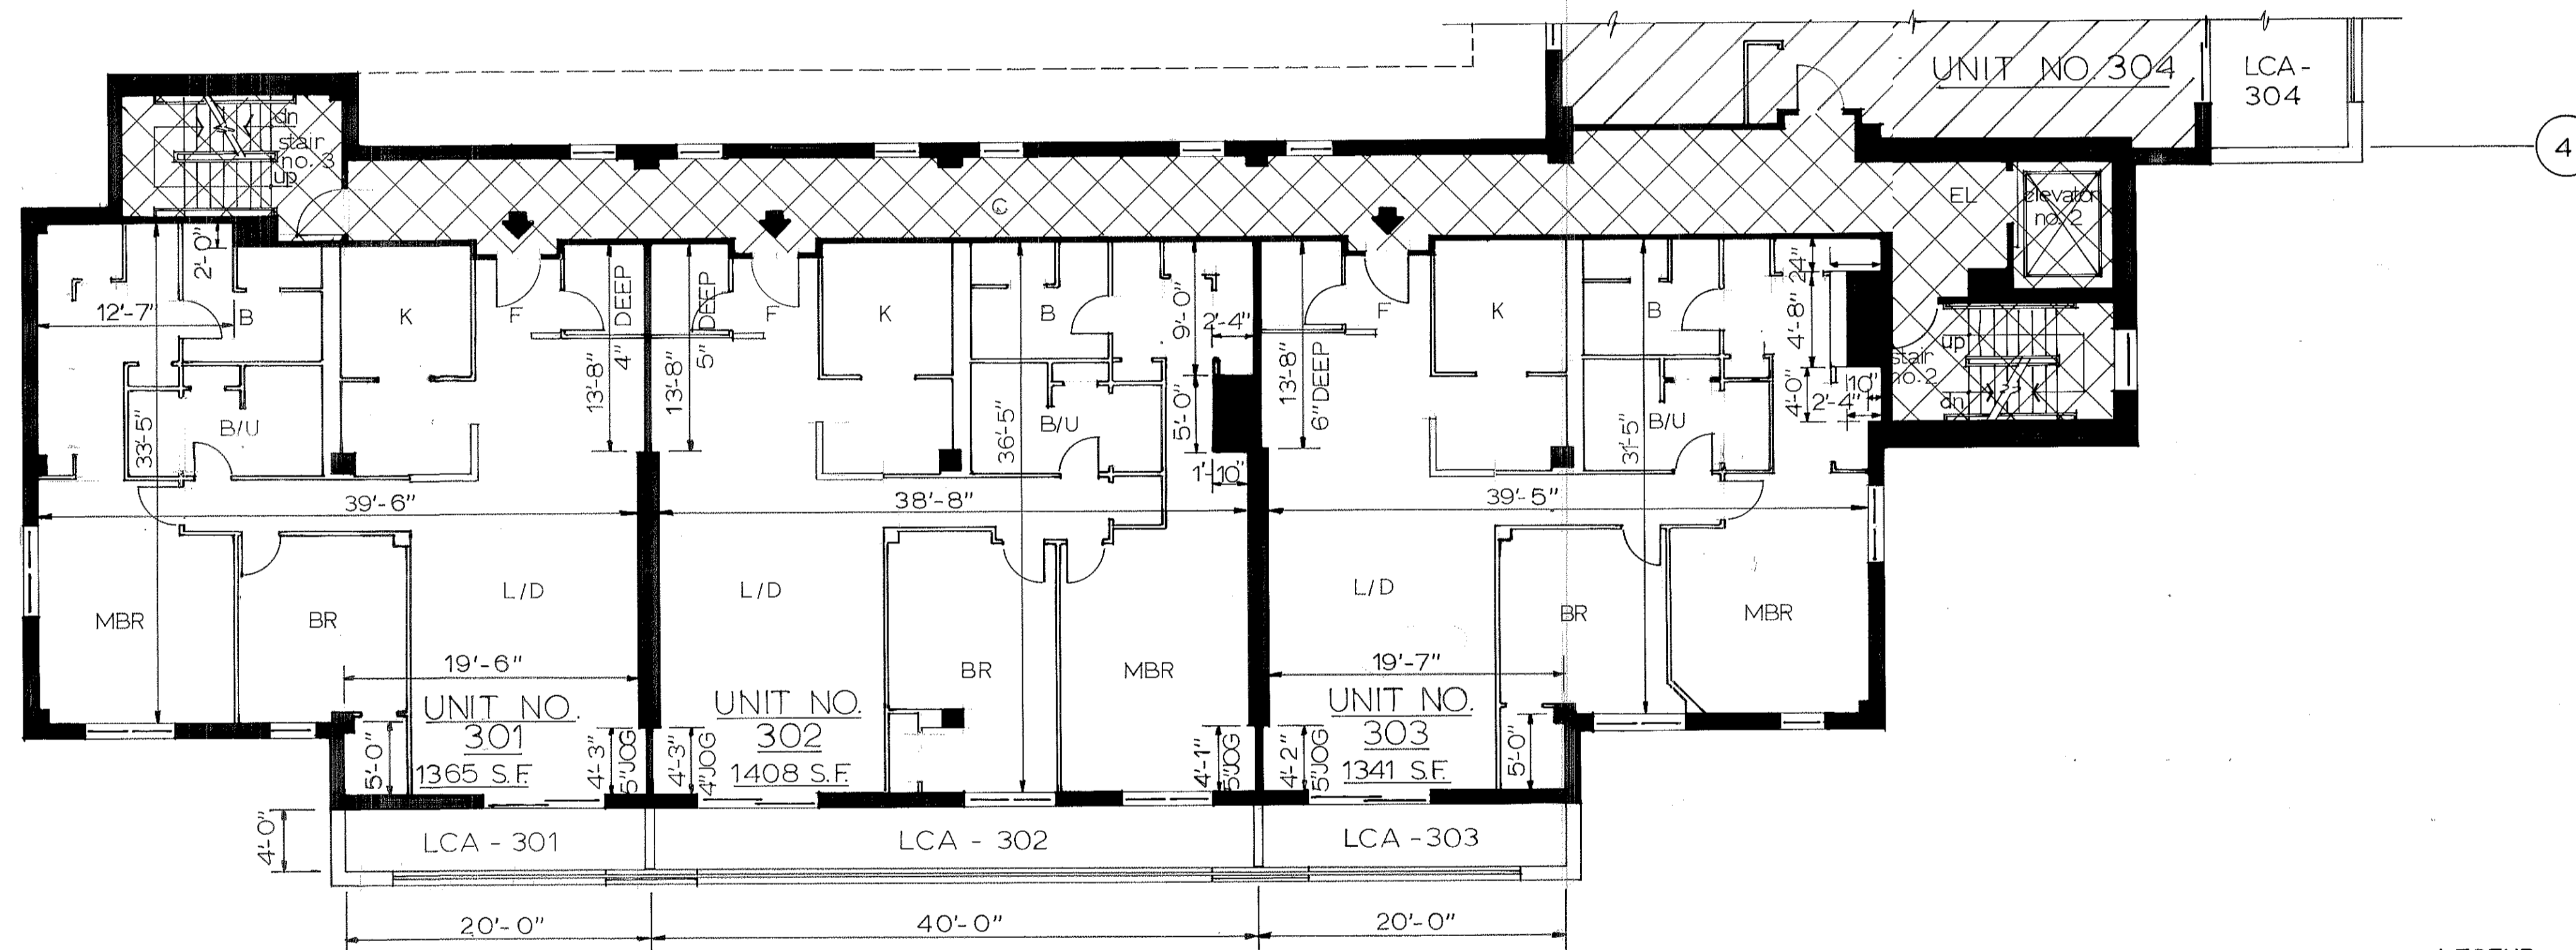 UNIT NO. 304
LCA-
304
4
dn
stair
no. 3
up
C
EL
elevator
no. 2
2'-0"
12'-7"
B
K
F
13'-8"
4" DEEP
13'-8"
5" DEEP
F
K
B
9'-0"
2'-4"
13'-8"
6" DEEP
F
K
B
24"
4'-8"
up
stair
no. 2
dn
33'-5"
B/U
36'-5"
B/U
5'-0"
1'-10"
31'-5"
B/U
4'-0"
10"
2'-4"
39'-6"
38'-8"
39'-5"
MBR
BR
L/D
L/D
BR
MBR
L/D
BR
MBR
19'-6"
19'-7"
UNIT NO.
301
1365 S.F.
UNIT NO.
302
1408 S.F.
UNIT NO.
303
1341 S.F.
5'-0"
4'-3"
5" JOG
4'-3"
4" JOG
4'-1"
5" JOG
4'-2"
5" JOG
5'-0"
4'-0"
LCA - 301
LCA - 302
LCA - 303
20'-0"
40'-0"
20'-0"